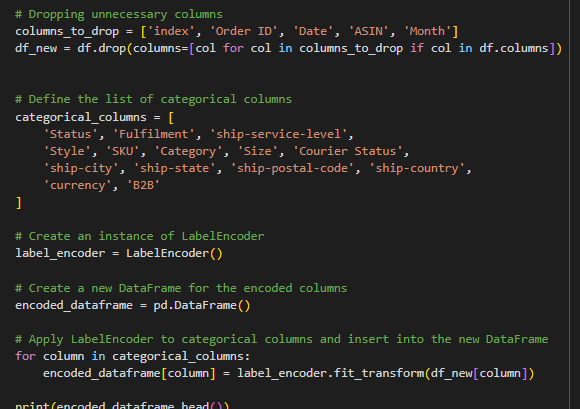 # Dropping unnecessary columns
columns_to_drop = ['index', 'Order ID', 'Date', 'ASIN', 'Month']
df_new = df.drop(columns=[col for col in columns_to_drop if col in df.columns])
# Define the list of categorical columns
categorical_columns = [
    'Status', 'Fulfilment', 'ship-service-level',
    'Style', 'SKU', 'Category', 'Size', 'Courier Status',
    'ship-city', 'ship-state', 'ship-postal-code', 'ship-country',
    'currency', 'B2B'
]
# Create an instance of LabelEncoder
label_encoder = LabelEncoder()
# Create a new DataFrame for the encoded columns
encoded_dataframe = pd.DataFrame()
# Apply LabelEncoder to categorical columns and insert into the new DataFrame
for column in categorical_columns:
    encoded_dataframe[column] = label_encoder.fit_transform(df_new[column])
print(encoded_dataframe.head())